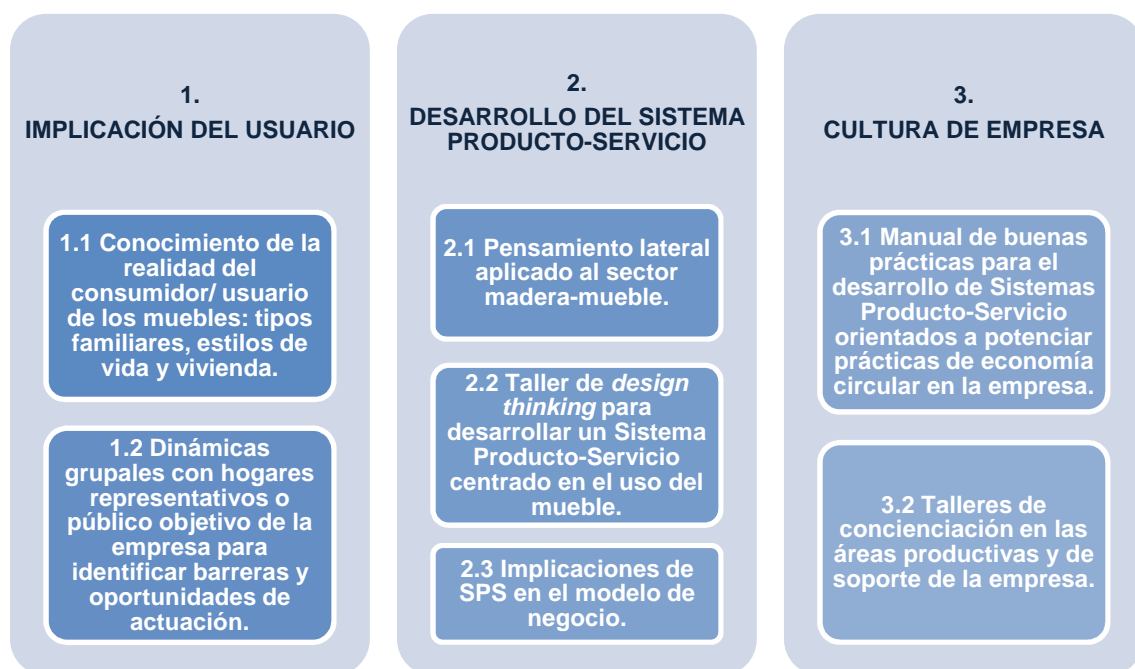 1.
IMPLICACIÓN DEL USUARIO
1.1 Conocimiento de la
realidad del
consumidor/ usuario
de los muebles: tipos
familiares, estilos de
vida y vivienda.
1.2 Dinámicas
grupales con hogares
representativos o
público objetivo de la
empresa para
identificar barreras y
oportunidades de
actuación.
2.
DESARROLLO DEL SISTEMA
PRODUCTO-SERVICIO
2.1 Pensamiento lateral
aplicado al sector
madera-mueble.
2.2 Taller de design
thinking para
desarrollar un Sistema
Producto-Servicio
centrado en el uso del
mueble.
2.3 Implicaciones de
SPS en el modelo de
negocio.
3.
CULTURA DE EMPRESA
3.1 Manual de buenas
prácticas para el
desarrollo de Sistemas
Producto-Servicio
orientados a potenciar
prácticas de economía
circular en la empresa.
3.2 Talleres de
concienciación en las
áreas productivas y de
soporte de la empresa.